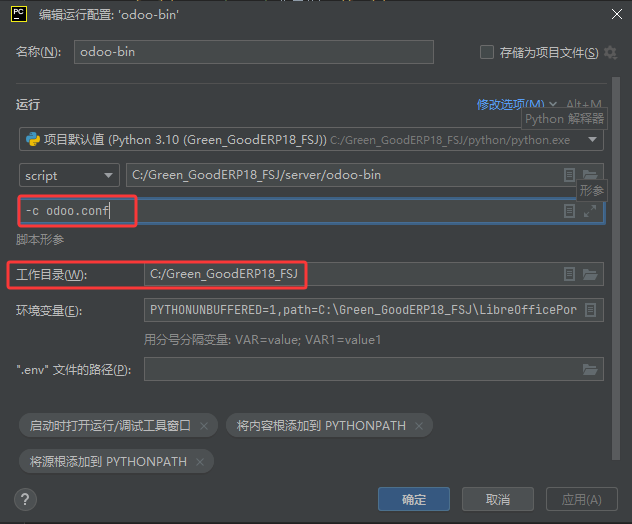 PC
编辑运行配置: 'odoo-bin'
名称(N):
odoo-bin
存储为项目文件(S)
运行
修改选项(M)
Alt+M
Python 解释器
项目默认值 (Python 3.10 (Green_GoodERP18_FSJ)) C:/Green_GoodERP18_FSJ/python/python.exe
script
C:/Green_GoodERP18_FSJ/server/odoo-bin
形参
-c odoo.conf
脚本形参
工作目录(W):
C:/Green_GoodERP18_FSJ
环境变量(E):
PYTHONUNBUFFERED=1,path=C:\Green_GoodERP18_FSJ\LibreOfficePor
用分号分隔变量: VAR=value; VAR1=value1
".env" 文件的路径(P):
启动时打开运行/调试工具窗口 ×
将内容根添加到 PYTHONPATH ×
将源根添加到 PYTHONPATH ×
?
确定
取消
应用(A)